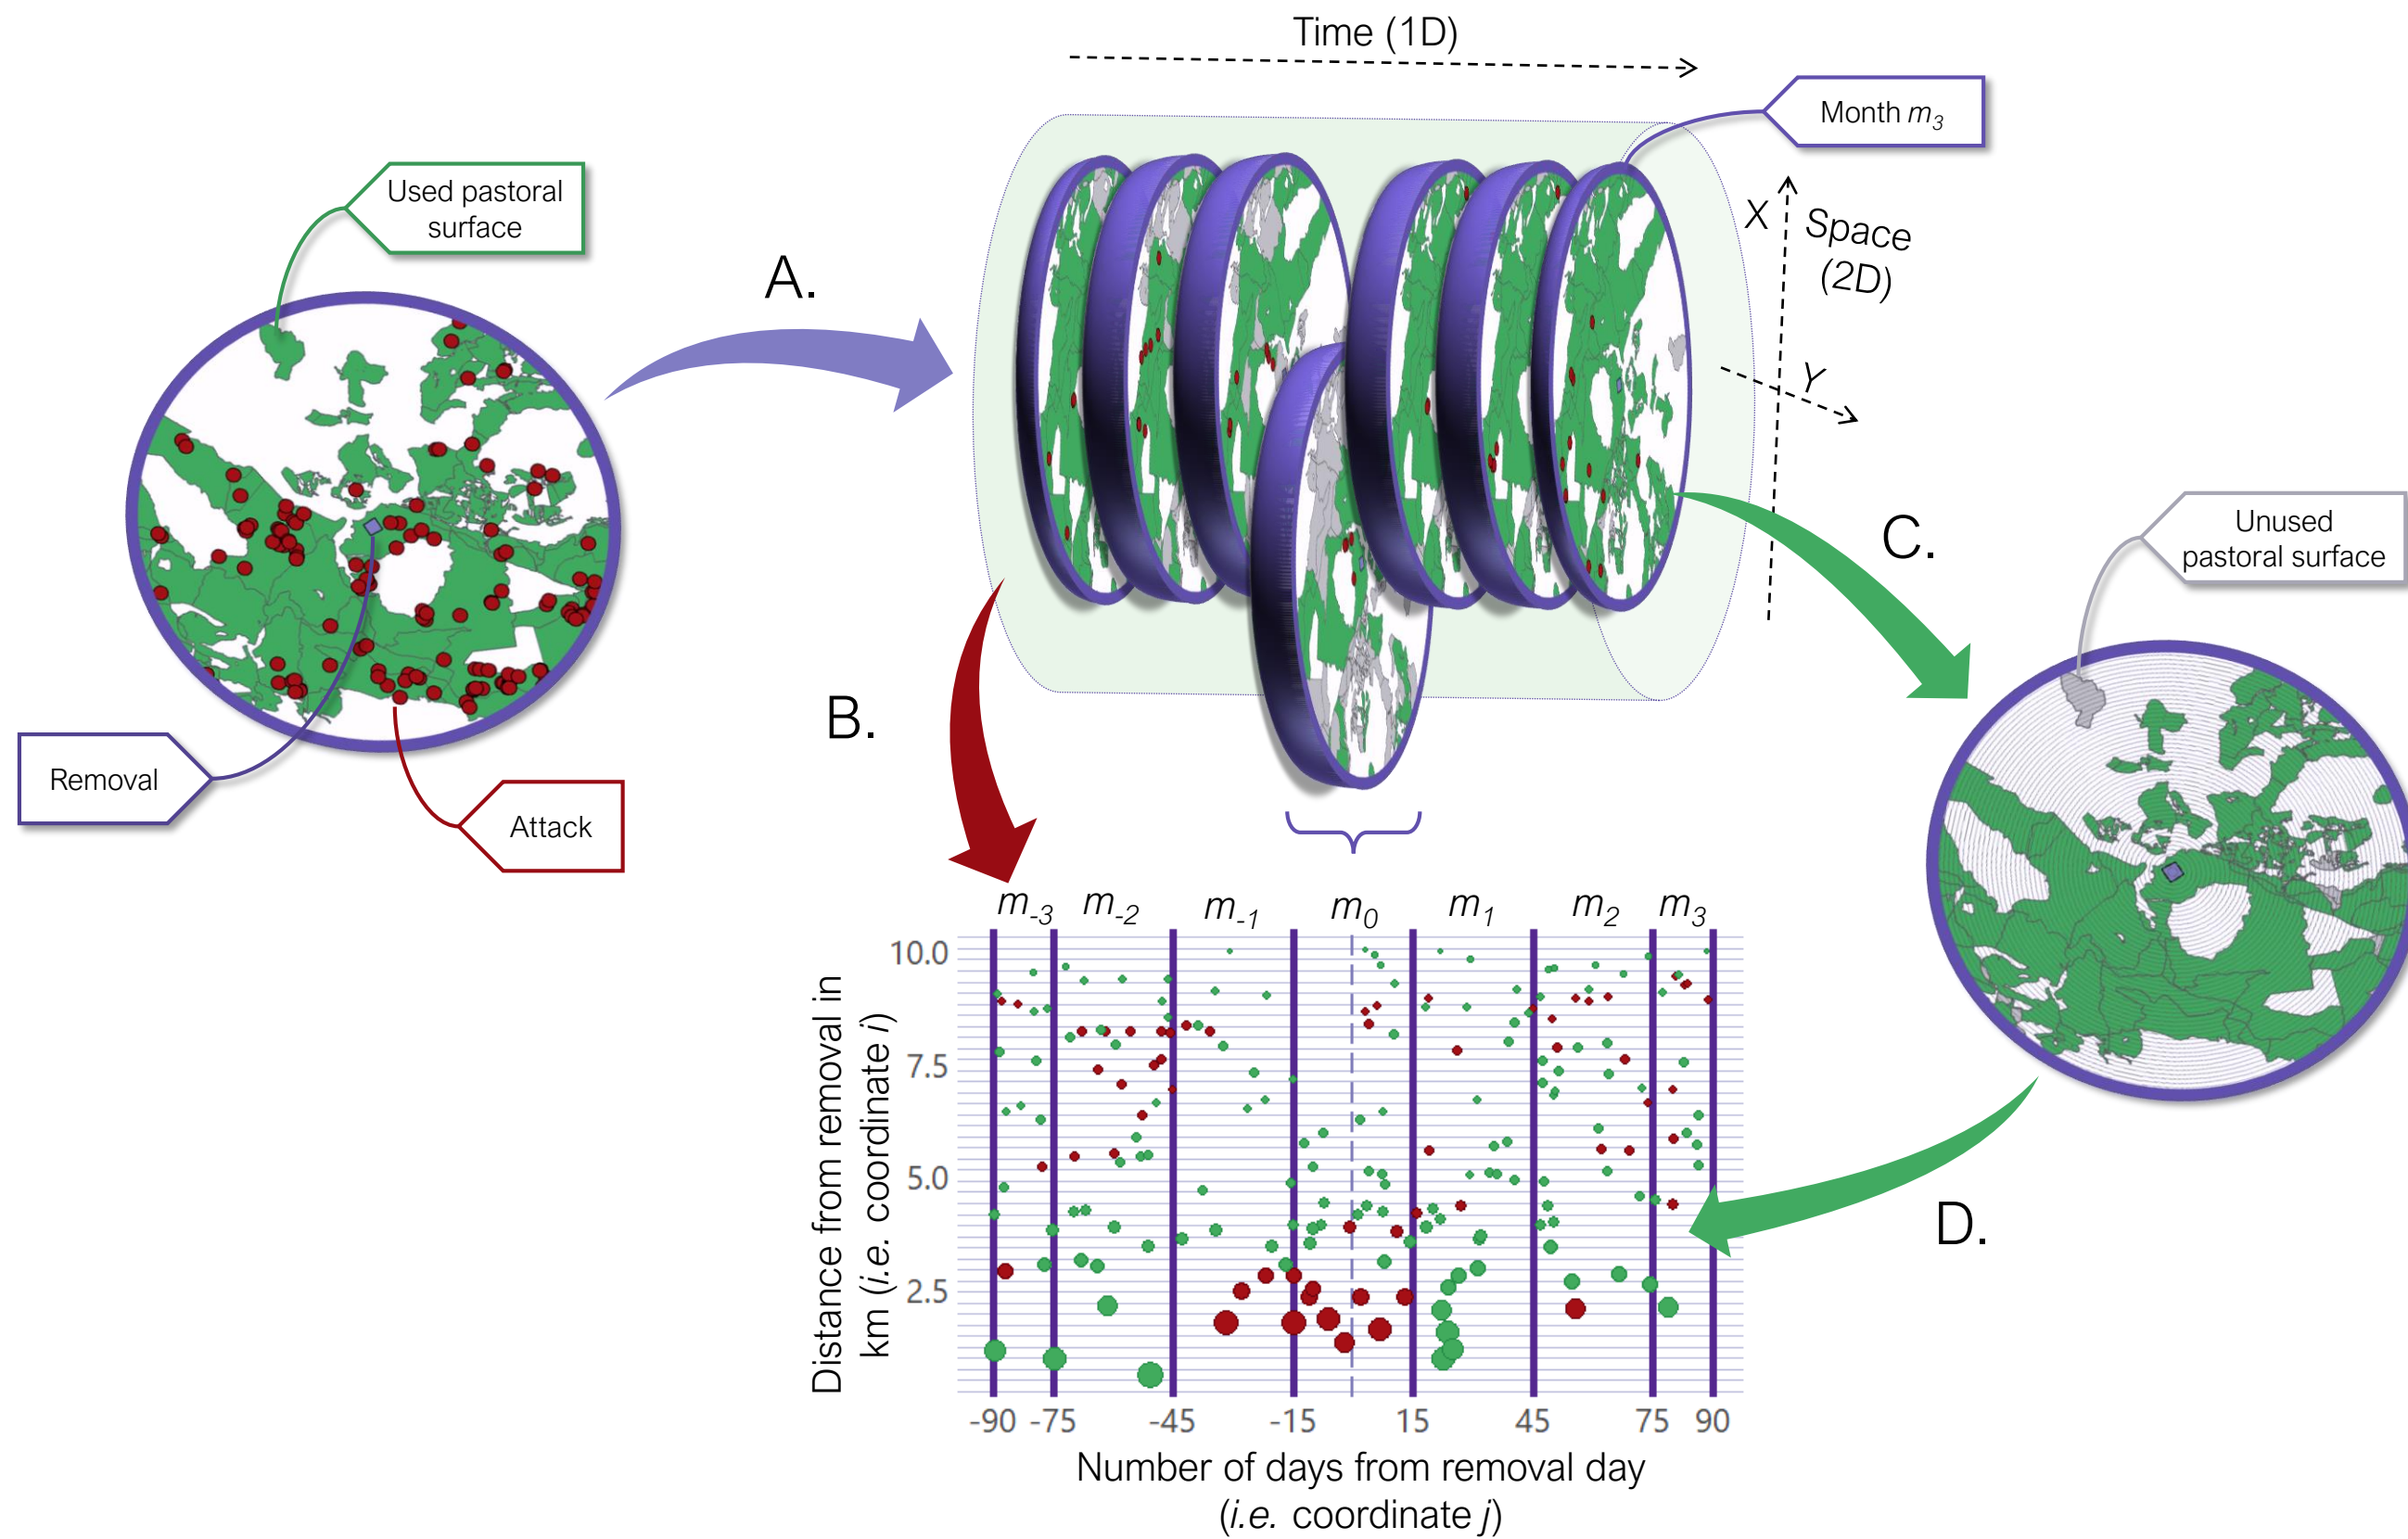 Time (1D)
Month m3
Used pastoral
surface
A.
X
Space
(2D)
Y
C.
Unused
pastoral surface
B.
Removal
Attack
m-3 m-2 m-1 m0 m1 m2 m3
10.0
7.5
5.0
2.5
Distance from removal in
km (i.e. coordinate i)
D.
-90 -75 -45 -15 15 45 75 90
Number of days from removal day
(i.e. coordinate j)